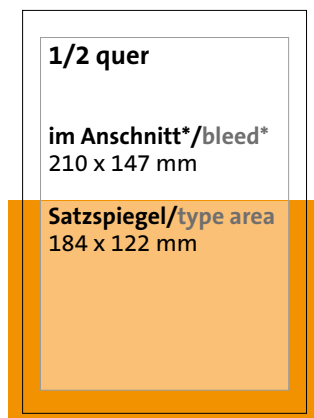 1/2 quer
im Anschnitt*/bleed*
210 x 147 mm
Satzspiegel/type area
184 x 122 mm